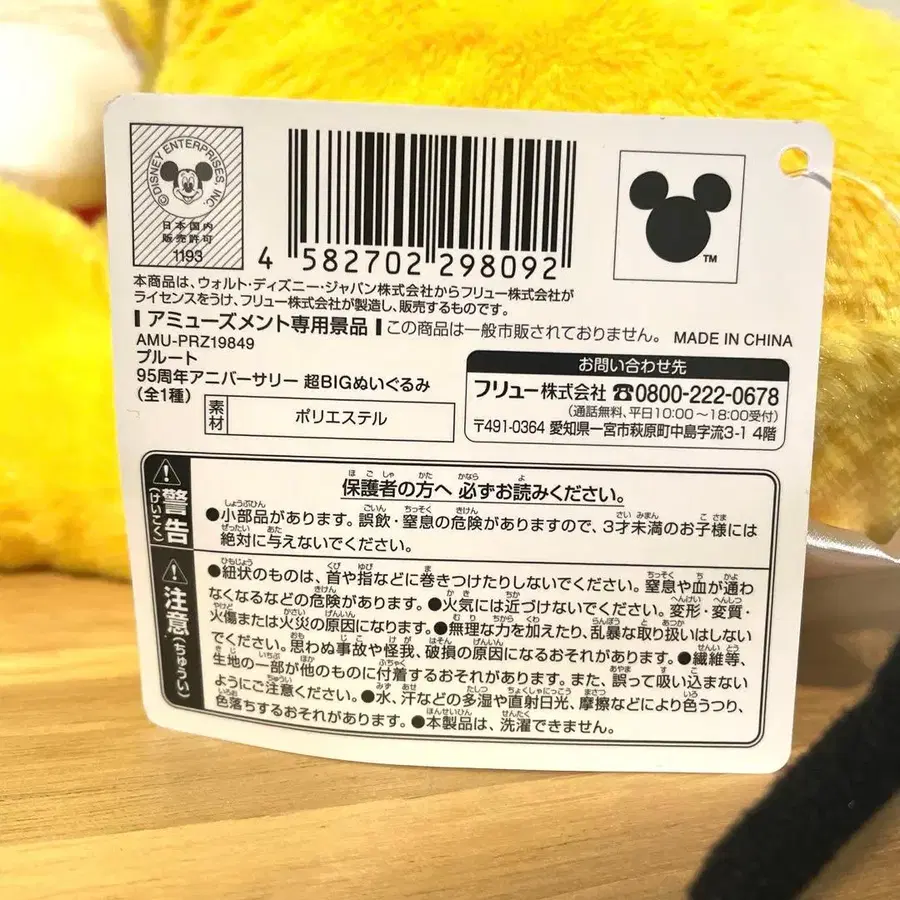 ©DISNEY ENTERPRISES, INC.
日本国内
販売許可
1193
4 582702 298092
TM
本商品は、ウォルト・ディズニー・ジャパン株式会社からフリュー株式会社が
ライセンスをうけ、フリュー株式会社が製造し、販売するものです。
アミューズメント専用景品 この商品は一般市販されておりません。 MADE IN CHINA
AMU-PRZ19849
プルート
95周年アニバーサリー 超BIGぬいぐるみ
(全1種)
素材
ポリエステル
お問い合わせ先
フリュー株式会社 ☎0800-222-0678
(通話無料、平日10:00~18:00受付)
〒491-0364 愛知県一宮市萩原町中島字流3-1 4階
警告
(けいこく)
保護者の方へ 必ずお読みください。
●小部品があります。誤飲・窒息の危険がありますので、3才未満のお子様には
絶対に与えないでください。
注意(ちゅうい)
●紐状のものは、首や指などに巻きつけたりしないでください。窒息や血が通わ
なくなるなどの危険があります。●火気には近づけないでください。変形・変質・
火傷または火災の原因になります。●無理な力を加えたり、乱暴な取り扱いはしない
でください。思わぬ事故や怪我、破損の原因になるおそれがあります。●繊維等、
生地の一部が他のものに付着するおそれがあります。また、誤って吸い込まない
ようにご注意ください。●水、汗などの多湿や直射日光、摩擦などにより色うつり、
色落ちするおそれがあります。●本製品は、洗濯できません。